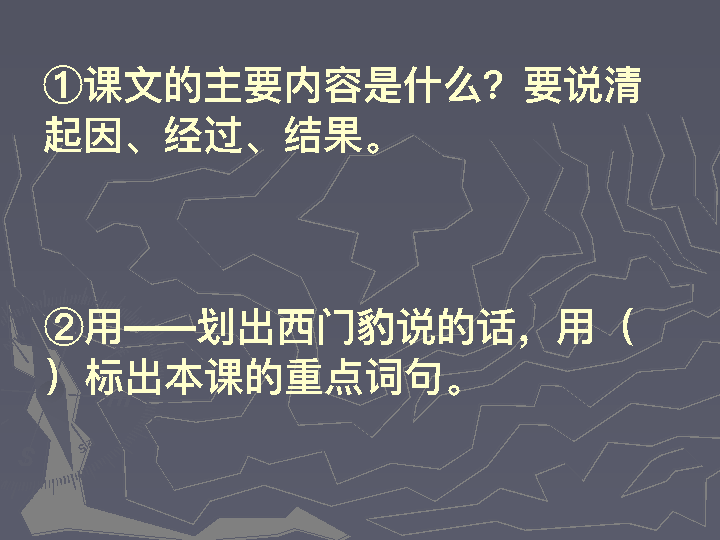 ①课文的主要内容是什么？要说清
起因、经过、结果。
②用——划出西门豹说的话，用（
）标出本课的重点词句。